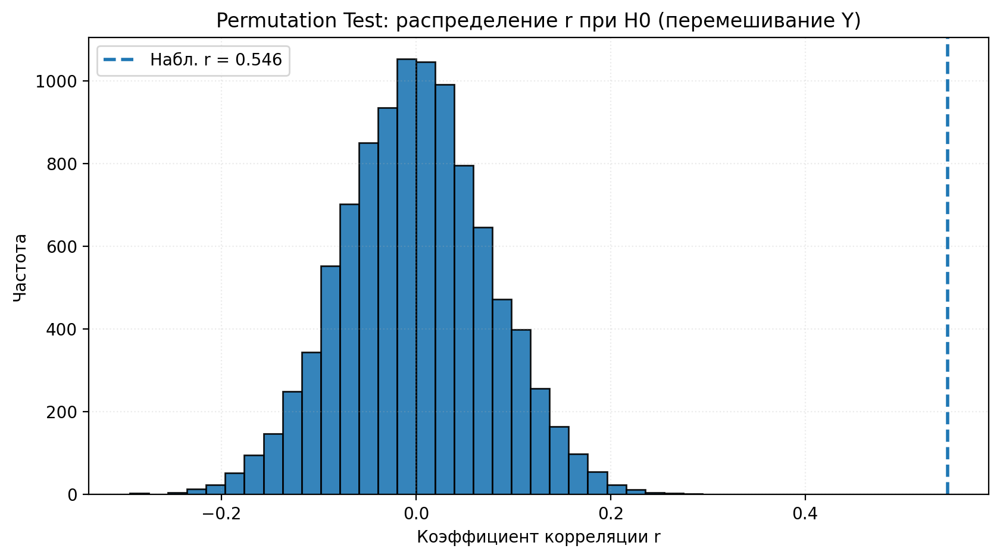 Permutation Test: распределение r при H0 (перемешивание Y)
Набл. r = 0.546
Частота
1000
800
600
400
200
0
−0.2
0.0
0.2
0.4
Коэффициент корреляции r